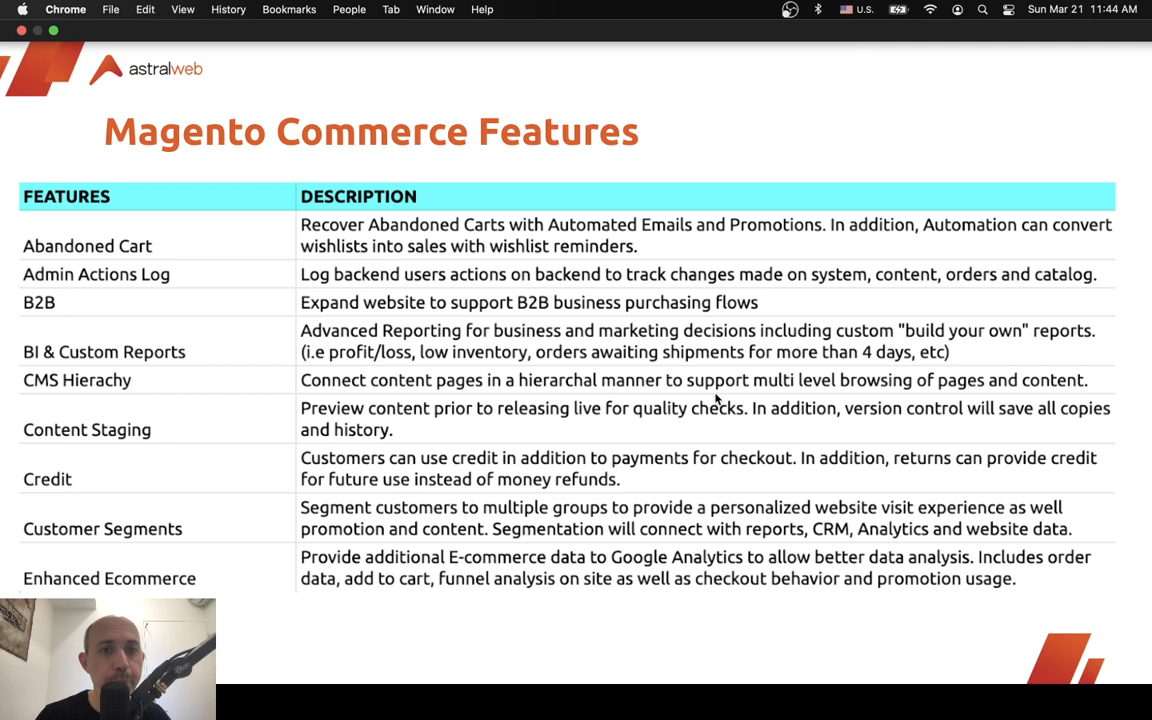 Chrome File Edit View History Bookmarks People Tab Window Help U.S. Sun Mar 21 11:44 AM
astralweb
Magento Commerce Features
FEATURES DESCRIPTION
Recover Abandoned Carts with Automated Emails and Promotions. In addition, Automation can convert
Abandoned Cart wishlists into sales with wishlist reminders.
Admin Actions Log Log backend users actions on backend to track changes made on system, content, orders and catalog.
B2B Expand website to support B2B business purchasing flows
Advanced Reporting for business and marketing decisions including custom "build your own" reports.
BI & Custom Reports (i.e profit/loss, low inventory, orders awaiting shipments for more than 4 days, etc)
CMS Hierachy Connect content pages in a hierarchal manner to support multi level browsing of pages and content.
Preview content prior to releasing live for quality checks. In addition, version control will save all copies
Content Staging and history.
Customers can use credit in addition to payments for checkout. In addition, returns can provide credit
Credit for future use instead of money refunds.
Segment customers to multiple groups to provide a personalized website visit experience as well
Customer Segments promotion and content. Segmentation will connect with reports, CRM, Analytics and website data.
Provide additional E-commerce data to Google Analytics to allow better data analysis. Includes order
Enhanced Ecommerce data, add to cart, funnel analysis on site as well as checkout behavior and promotion usage.